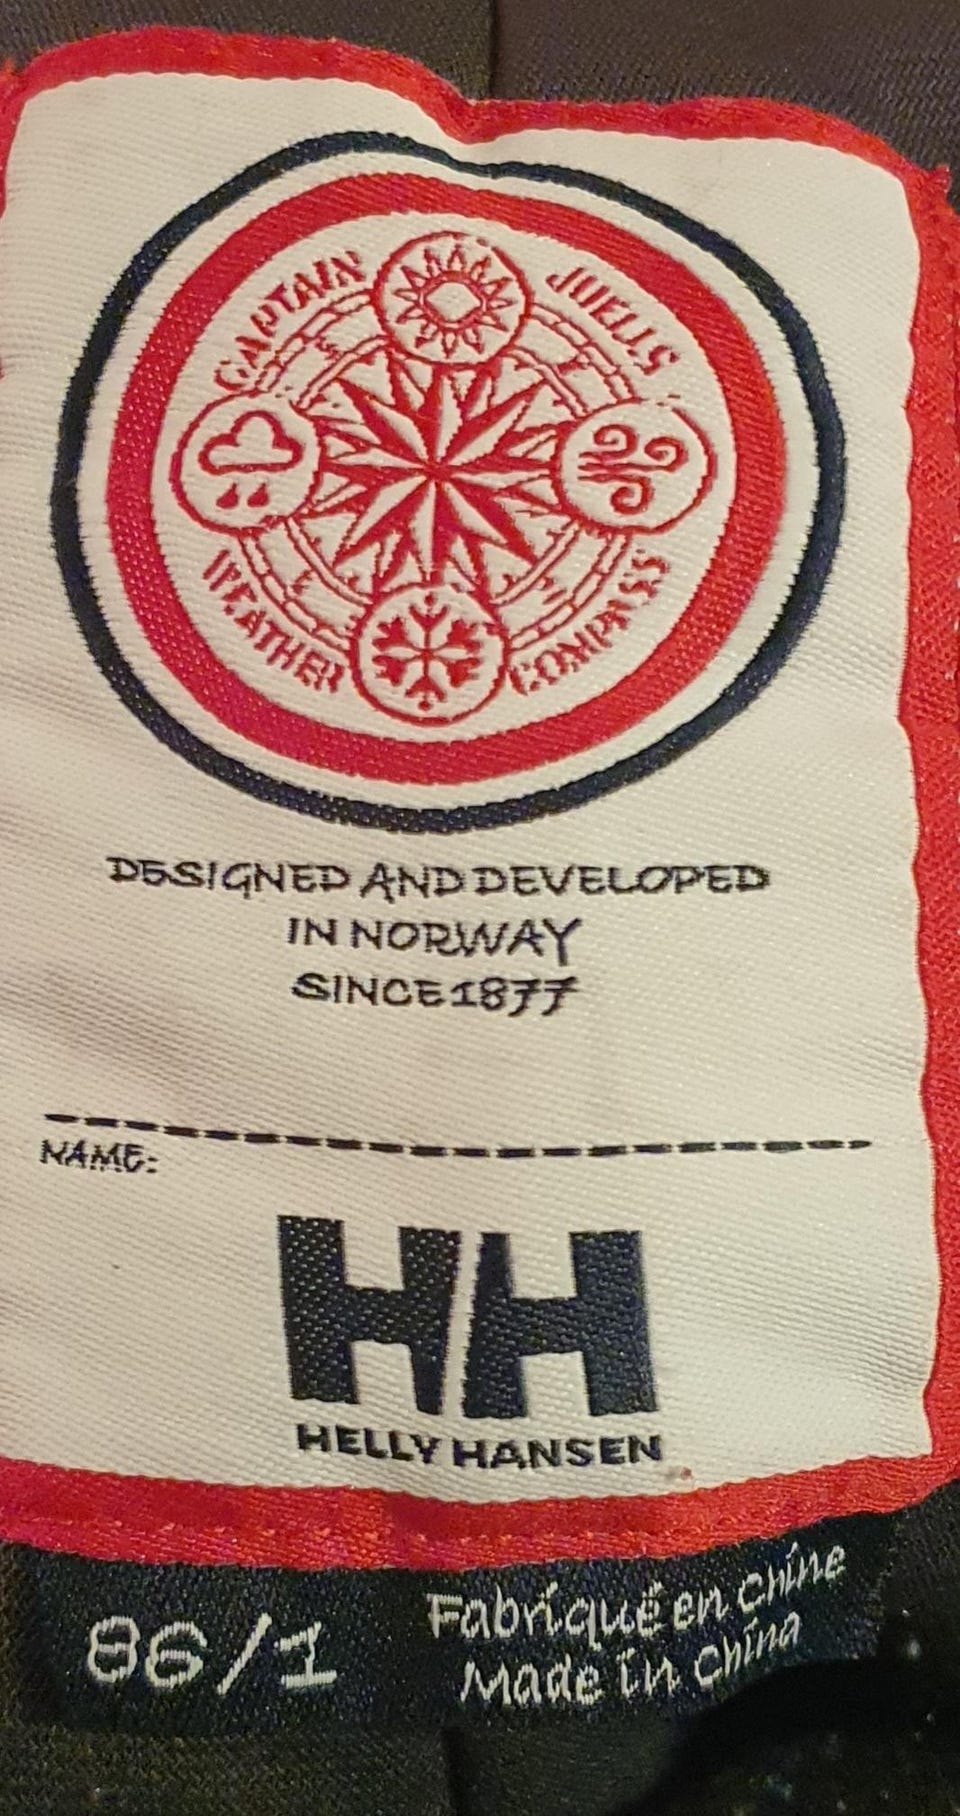 CAPTAIN JUELLS
WEATHER COMPASS
DESIGNED AND DEVELOPED
IN NORWAY
SINCE 1877
NAME:
HH
HELLY HANSEN
86/1
Fabriqué en chine
Made in china